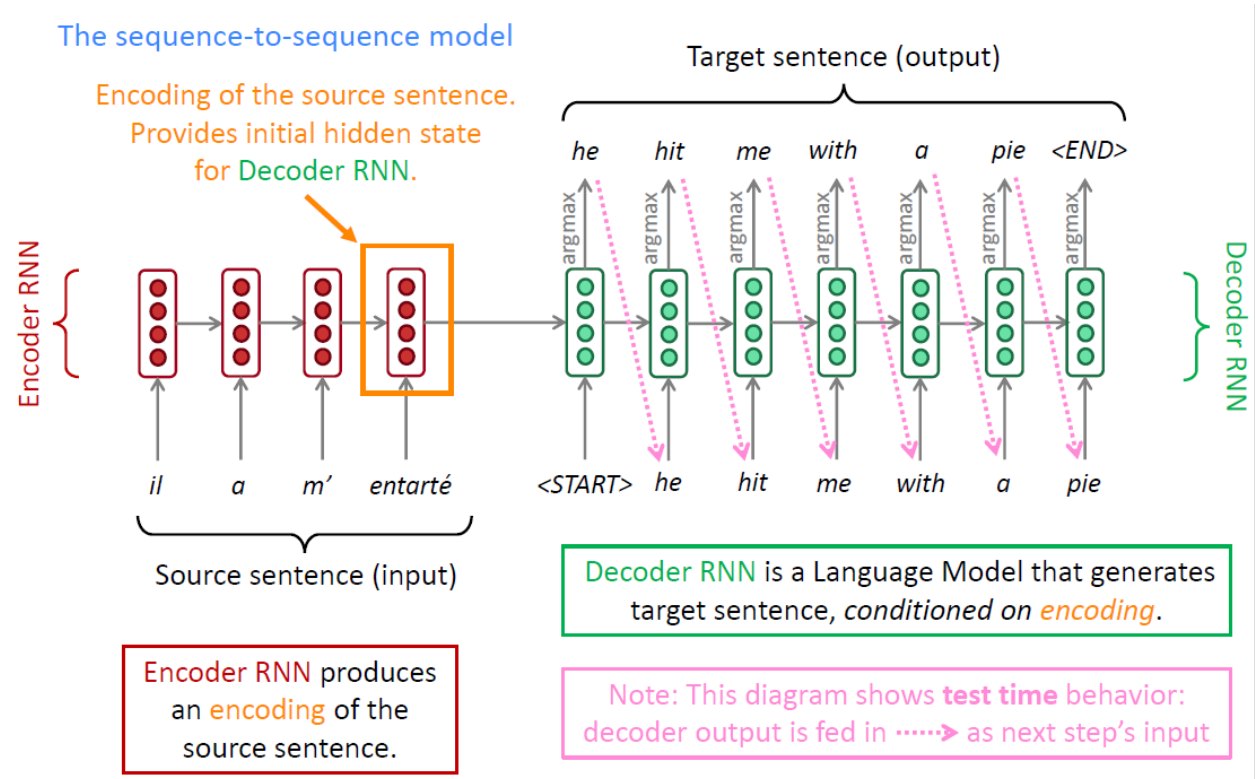 The sequence-to-sequence model
Encoding of the source sentence.
Provides initial hidden state
for Decoder RNN.
Target sentence (output)
he hit me with a pie <END>
argmax argmax argmax argmax argmax argmax argmax
Encoder RNN
Decoder RNN
il a m’ entarté
<START> he hit me with a pie
Source sentence (input)
Decoder RNN is a Language Model that generates
target sentence, conditioned on encoding.
Encoder RNN produces
an encoding of the
source sentence.
Note: This diagram shows test time behavior:
decoder output is fed in as next step’s input